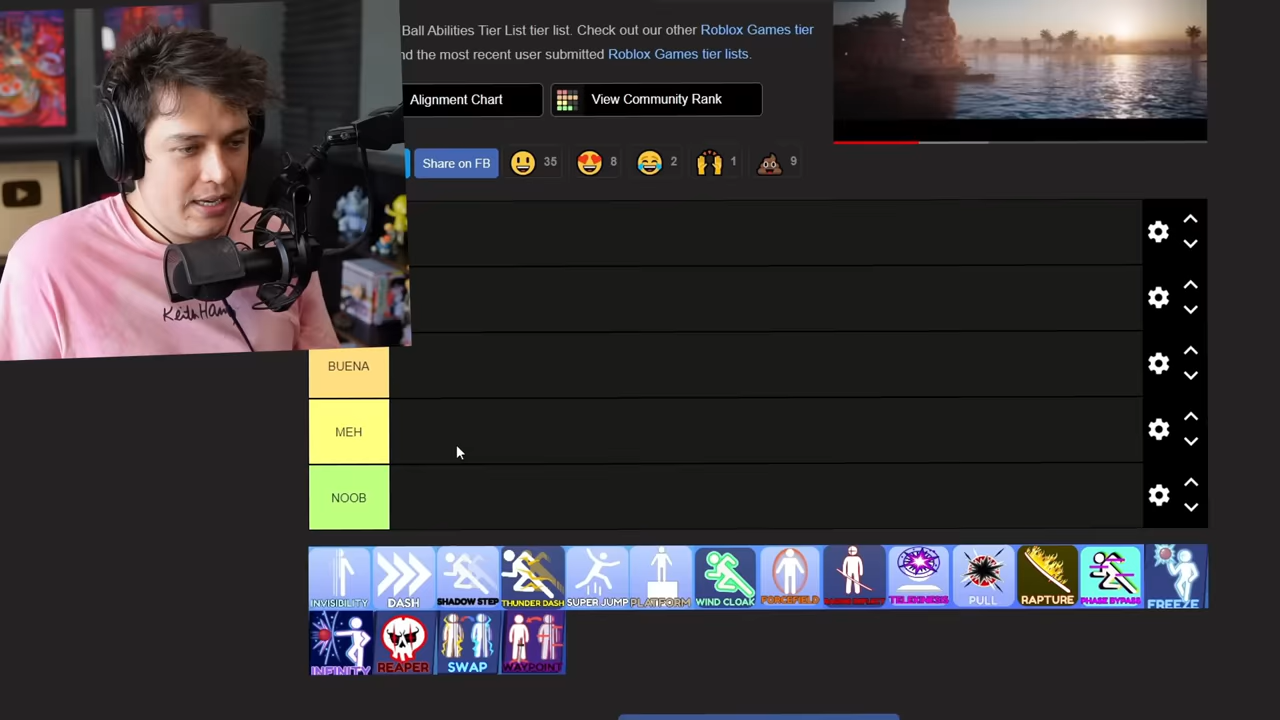 Ball Abilities Tier List tier list. Check out our other Roblox Games tier
nd the most recent user submitted Roblox Games tier lists.
Alignment Chart
View Community Rank
Share on FB
35
8
2
1
9
Keith Har
BUENA
MEH
NOOB
INVISIBILITY
DASH
SHADOW STEP
THUNDER DASH
SUPER JUMP
PLATFORM
WIND CLOAK
FORCEFIELD
TELEKINESIS
PULL
RAPTURE
PHASE BYPASS
FREEZE
INFINITY
REAPER
SWAP
WAYPOINT